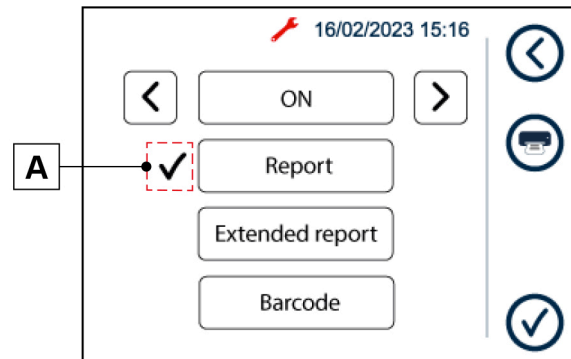 16/02/2023 15:16
ON
A
Report
Extended report
Barcode